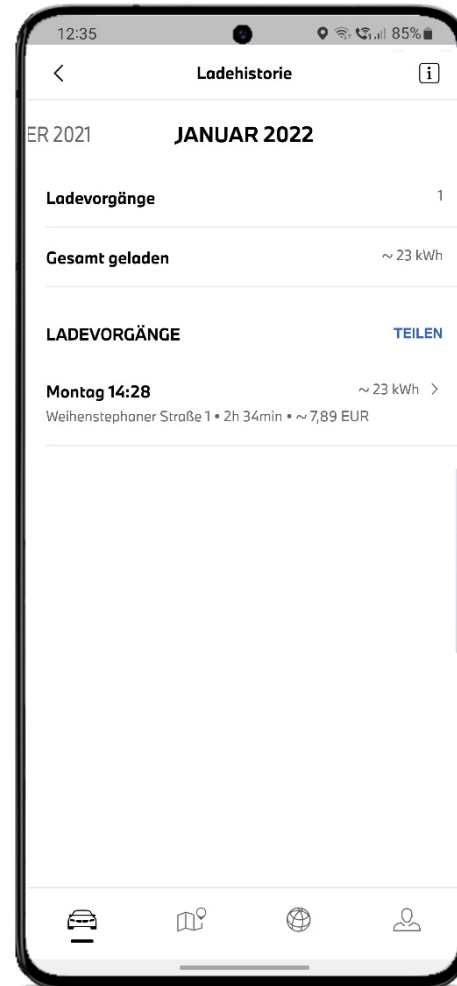 12:35
85%
Ladehistorie
ER 2021
JANUAR 2022
Ladevorgänge 1
Gesamt geladen ~ 23 kWh
LADEVORGÄNGE TEILEN
Montag 14:28 ~ 23 kWh >
Weihenstephaner Straße 1 • 2h 34min • ~ 7,89 EUR